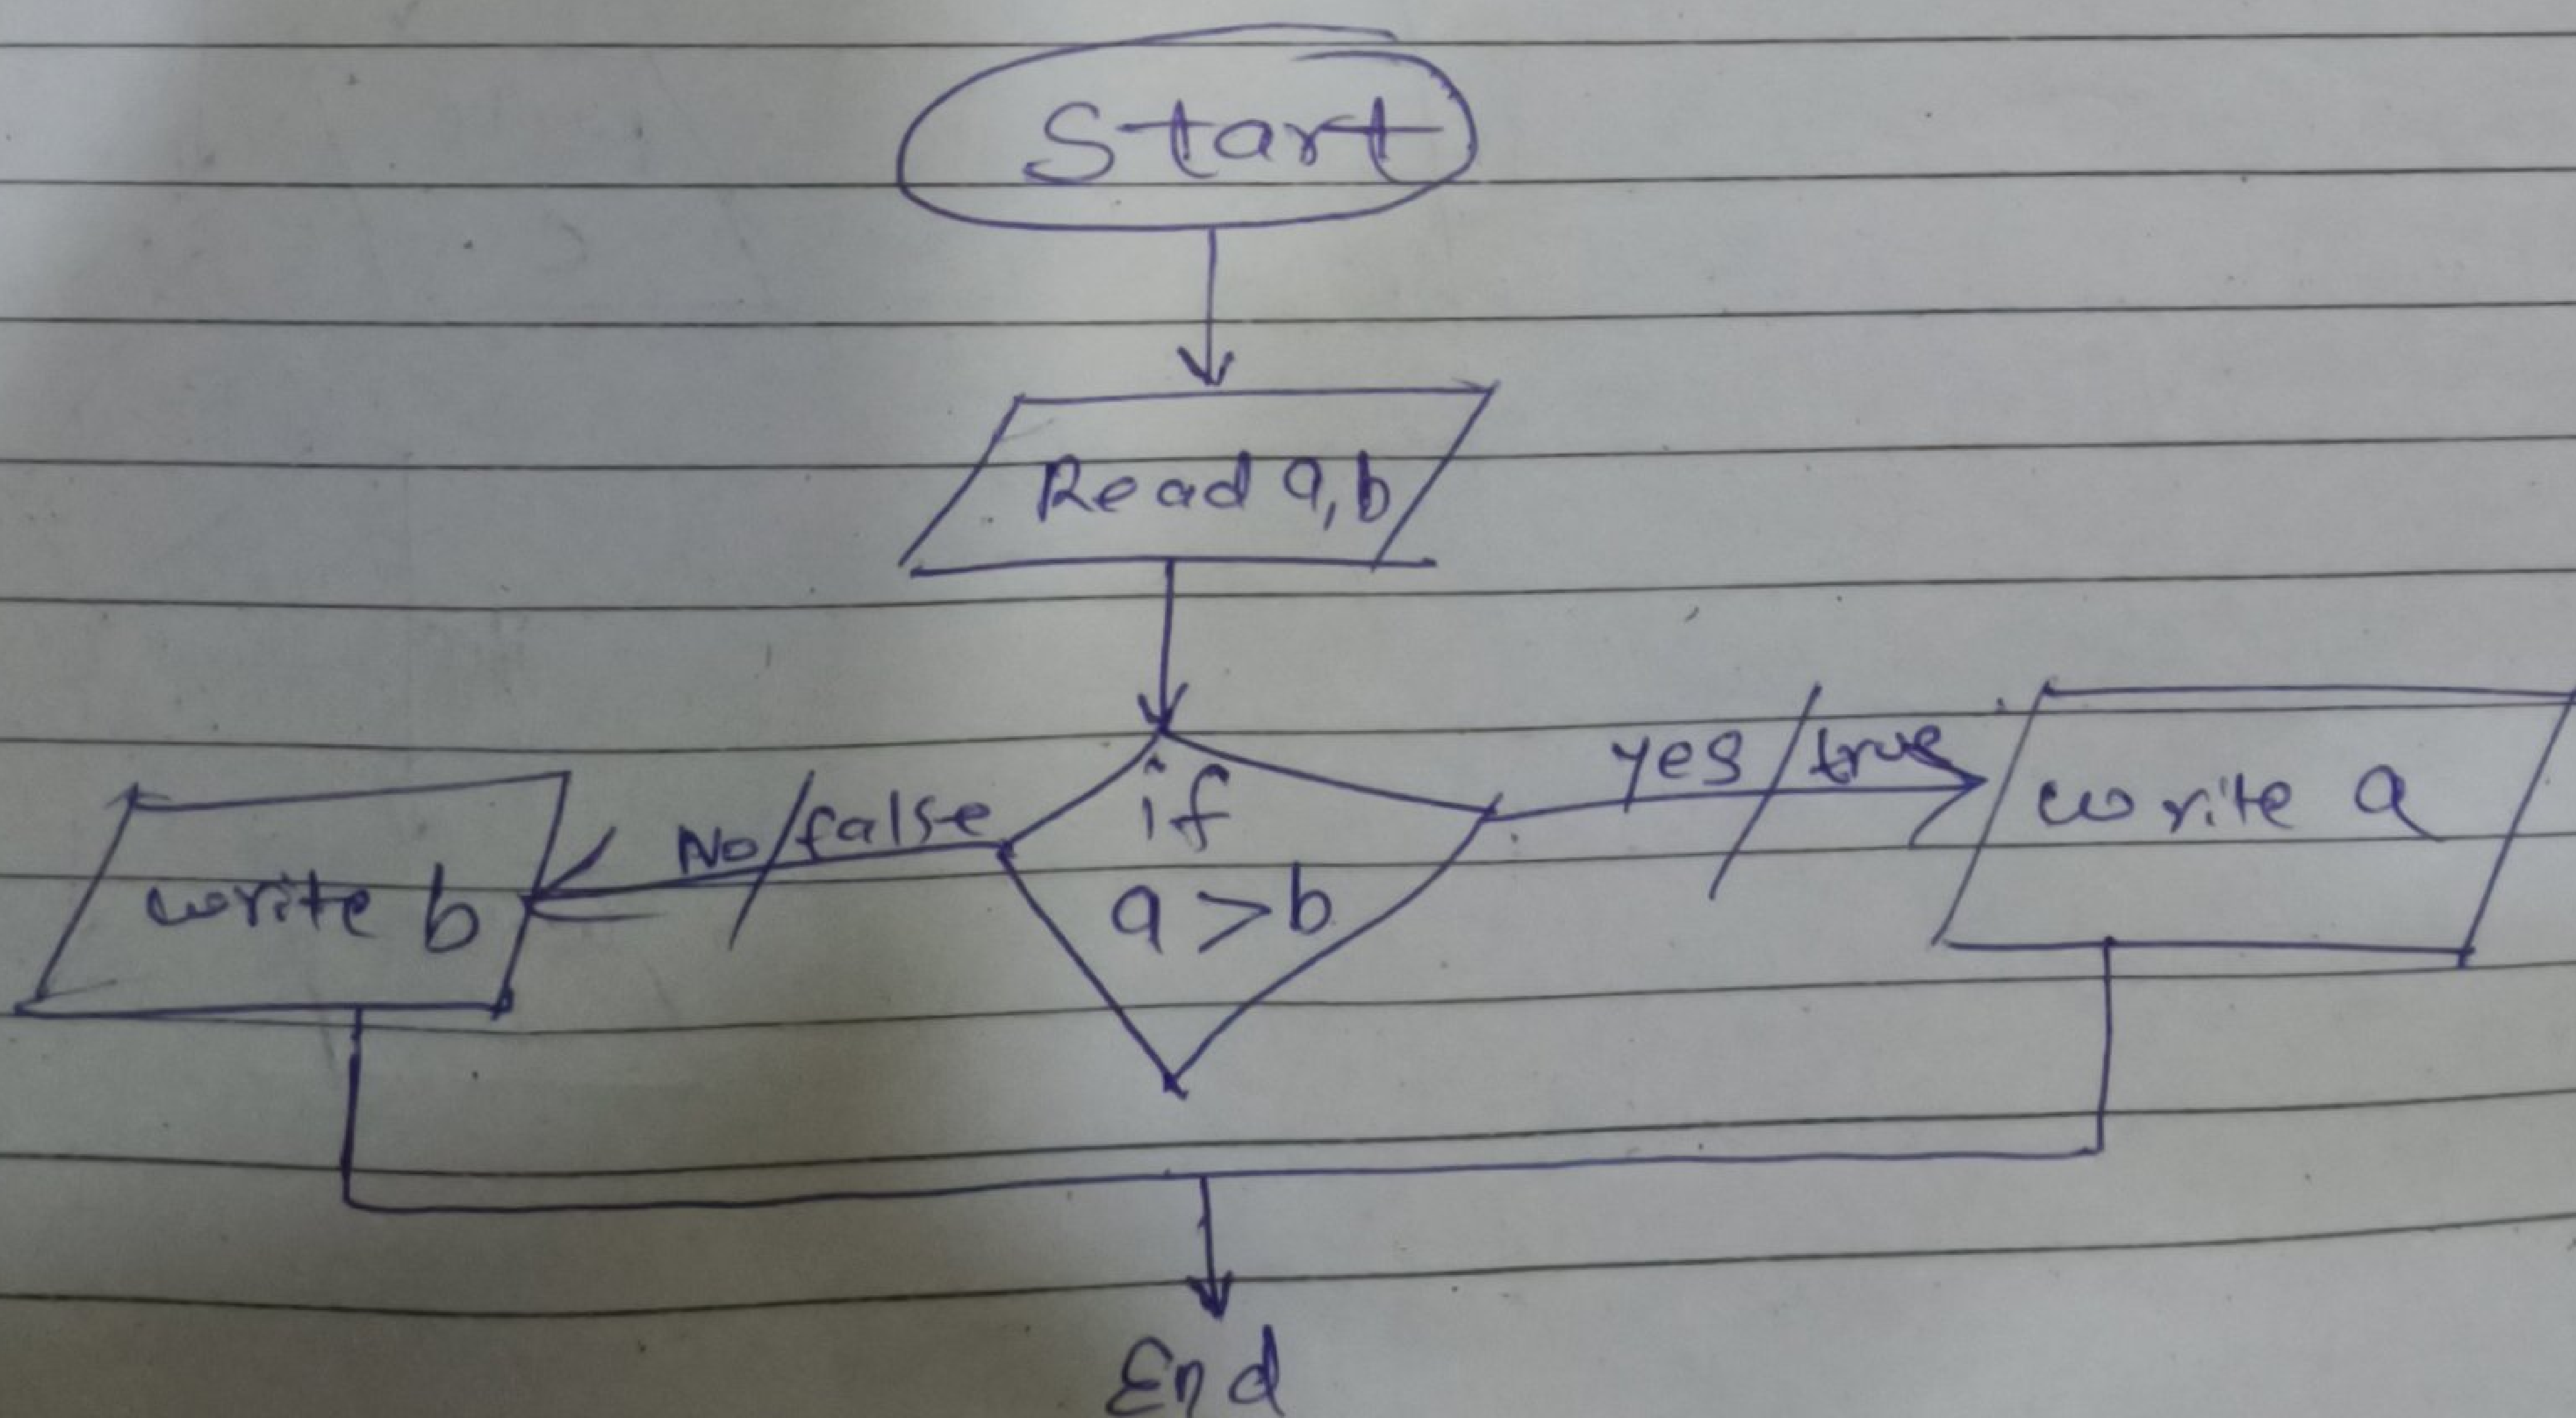 Start
Read a, b
if
a > b
yes / true
write a
No / false
write b
End